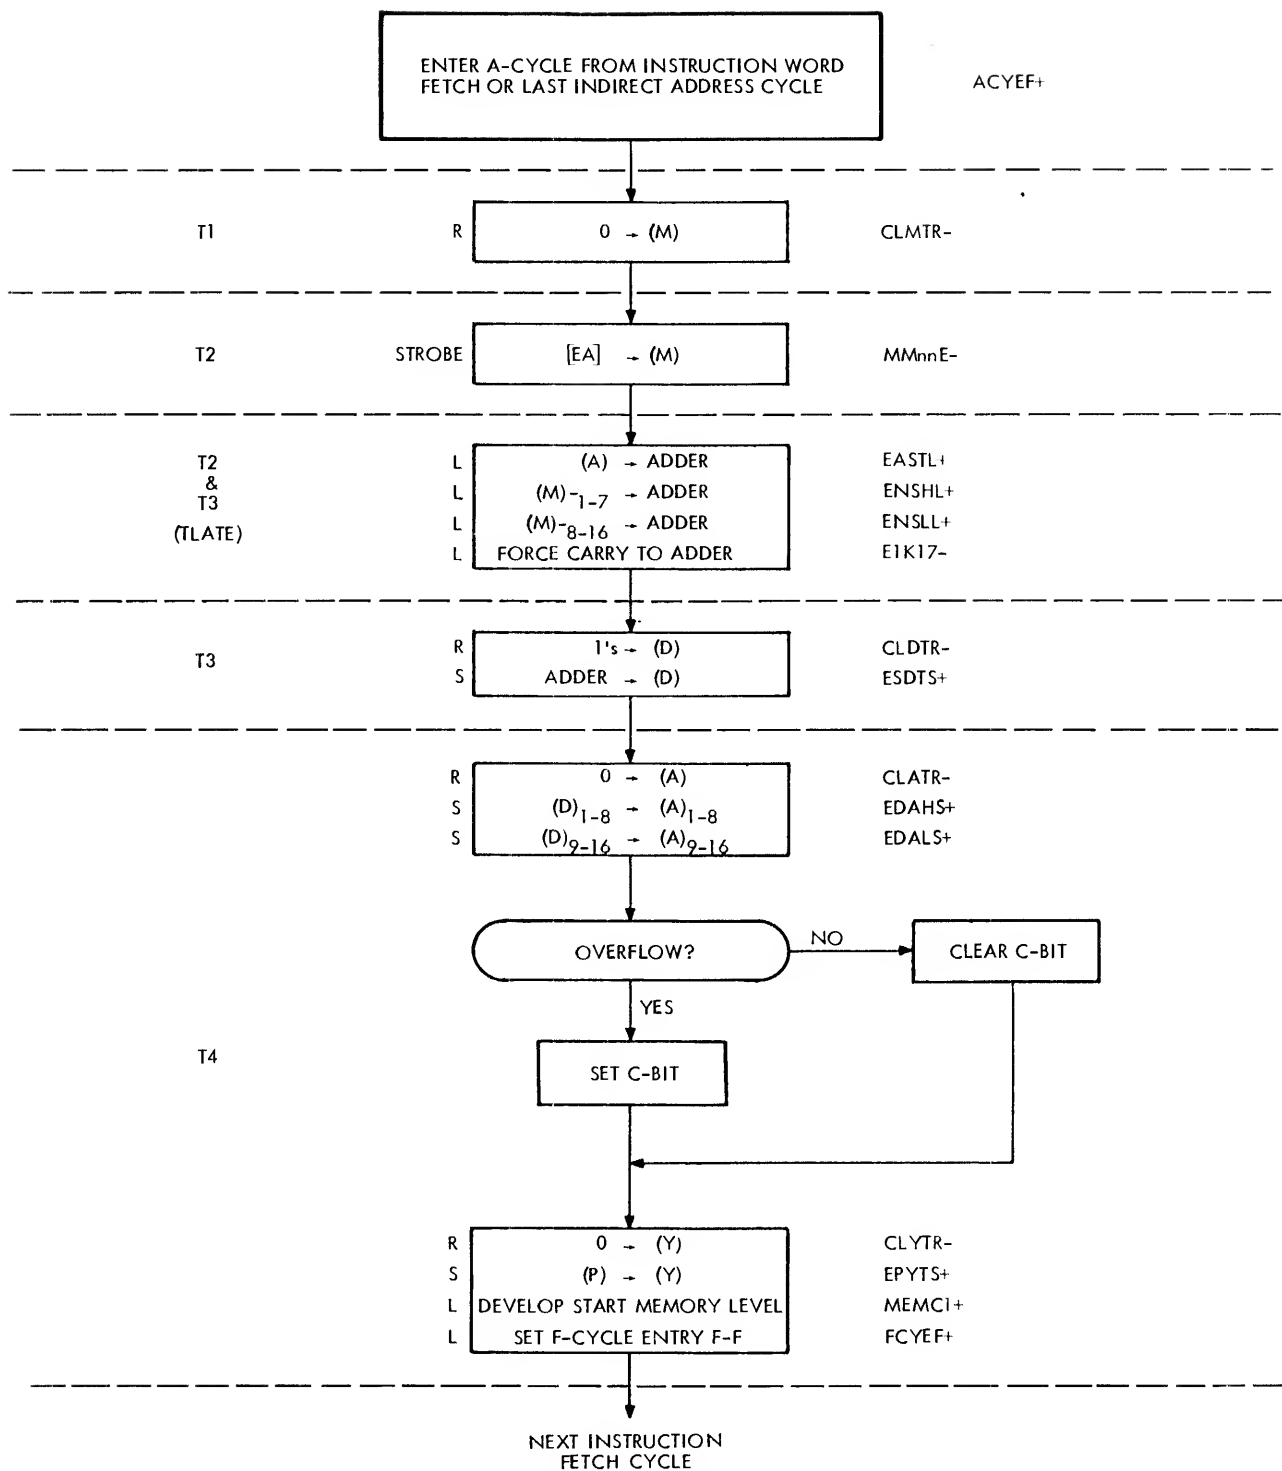 ENTER A-CYCLE FROM INSTRUCTION WORD
FETCH OR LAST INDIRECT ADDRESS CYCLE
ACYEF+
T1 R 0 → (M) CLMTR-
T2 STROBE [EA] → (M) MMnnE-
T2
&
T3
(TLATE)
L (A) → ADDER EASTL+
L (M)-1-7 → ADDER ENSHL+
L (M)-8-16 → ADDER ENSLL+
L FORCE CARRY TO ADDER E1K17-
T3
R 1's → (D) CLDTR-
S ADDER → (D) ESDTS+
R 0 → (A) CLATR-
S (D)1-8 → (A)1-8 EDAHS+
S (D)9-16 → (A)9-16 EDALS+
OVERFLOW? NO CLEAR C-BIT
YES
T4
SET C-BIT
R 0 → (Y) CLYTR-
S (P) → (Y) EPYTS+
L DEVELOP START MEMORY LEVEL MEMC1+
L SET F-CYCLE ENTRY F-F FCYEF+
NEXT INSTRUCTION
FETCH CYCLE